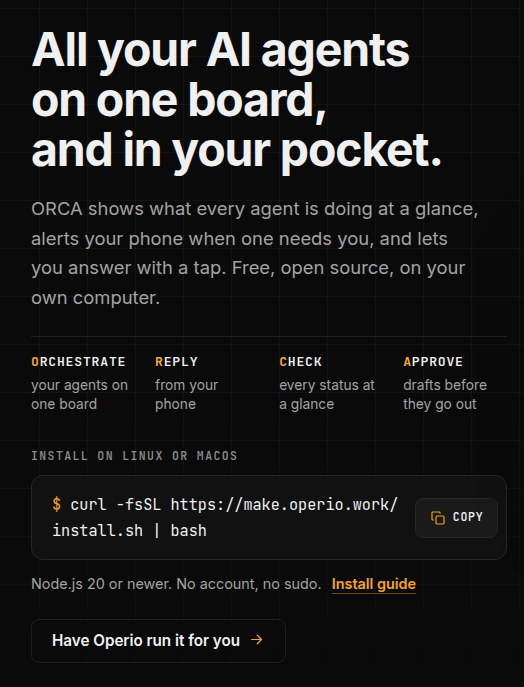 All your AI agents
on one board,
and in your pocket.
ORCA shows what every agent is doing at a glance,
alerts your phone when one needs you, and lets
you answer with a tap. Free, open source, on your
own computer.
ORCHESTRATE
your agents on
one board
REPLY
from your
phone
CHECK
every status at
a glance
APPROVE
drafts before
they go out
INSTALL ON LINUX OR MACOS
$ curl -fsSL https://make.operio.work/
install.sh | bash
COPY
Node.js 20 or newer. No account, no sudo. Install guide
Have Operio run it for you →